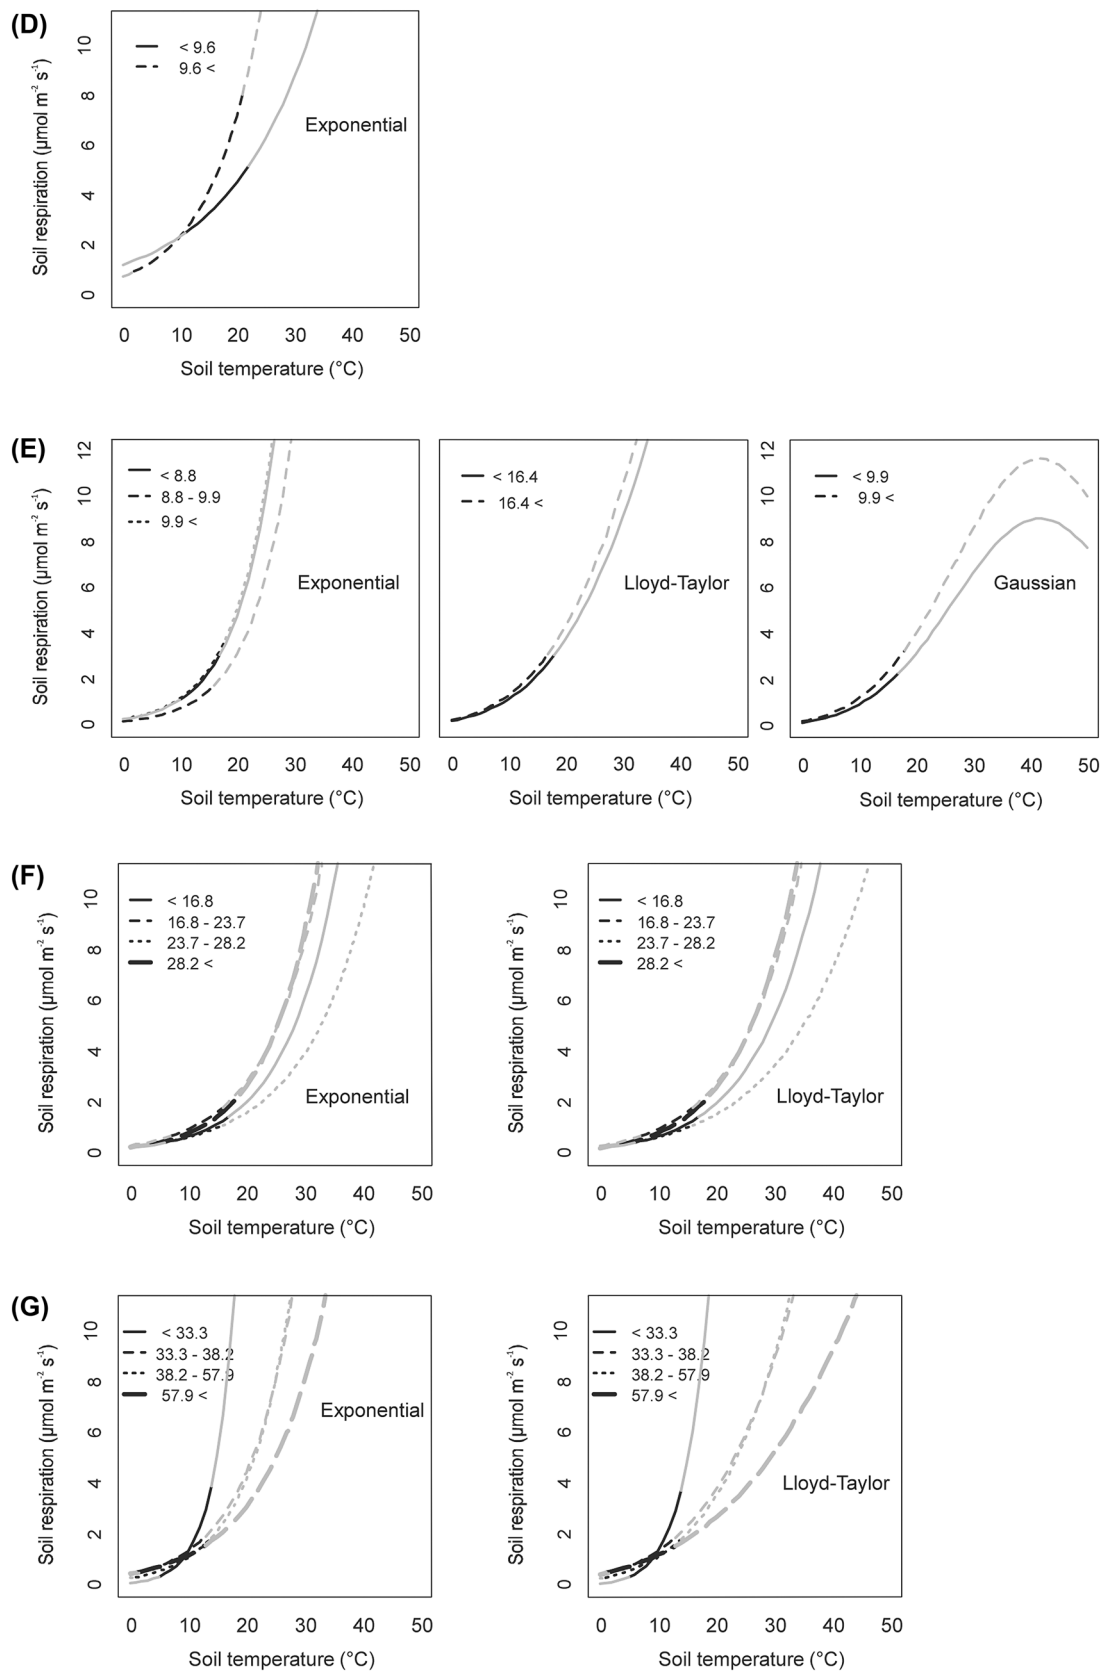 (D)
10
8
6
4
2
0
Soil respiration (µmol m⁻² s⁻¹)
< 9.6
9.6 <
Exponential
0 10 20 30 40 50
Soil temperature (°C)
(E)
12
10
8
6
4
2
0
Soil respiration (µmol m⁻² s⁻¹)
< 8.8
8.8 - 9.9
9.9 <
Exponential
0 10 20 30 40 50
Soil temperature (°C)
< 16.4
16.4 <
Lloyd-Taylor
0 10 20 30 40 50
Soil temperature (°C)
12
10
8
6
4
2
0
< 9.9
9.9 <
Gaussian
0 10 20 30 40 50
Soil temperature (°C)
(F)
10
8
6
4
2
0
Soil respiration (µmol m⁻² s⁻¹)
< 16.8
16.8 - 23.7
23.7 - 28.2
28.2 <
Exponential
0 10 20 30 40 50
Soil temperature (°C)
10
8
6
4
2
0
Soil respiration (µmol m⁻² s⁻¹)
< 16.8
16.8 - 23.7
23.7 - 28.2
28.2 <
Lloyd-Taylor
0 10 20 30 40 50
Soil temperature (°C)
(G)
10
8
6
4
2
0
Soil respiration (µmol m⁻² s⁻¹)
< 33.3
33.3 - 38.2
38.2 - 57.9
57.9 <
Exponential
0 10 20 30 40 50
Soil temperature (°C)
10
8
6
4
2
0
Soil respiration (µmol m⁻² s⁻¹)
< 33.3
33.3 - 38.2
38.2 - 57.9
57.9 <
Lloyd-Taylor
0 10 20 30 40 50
Soil temperature (°C)